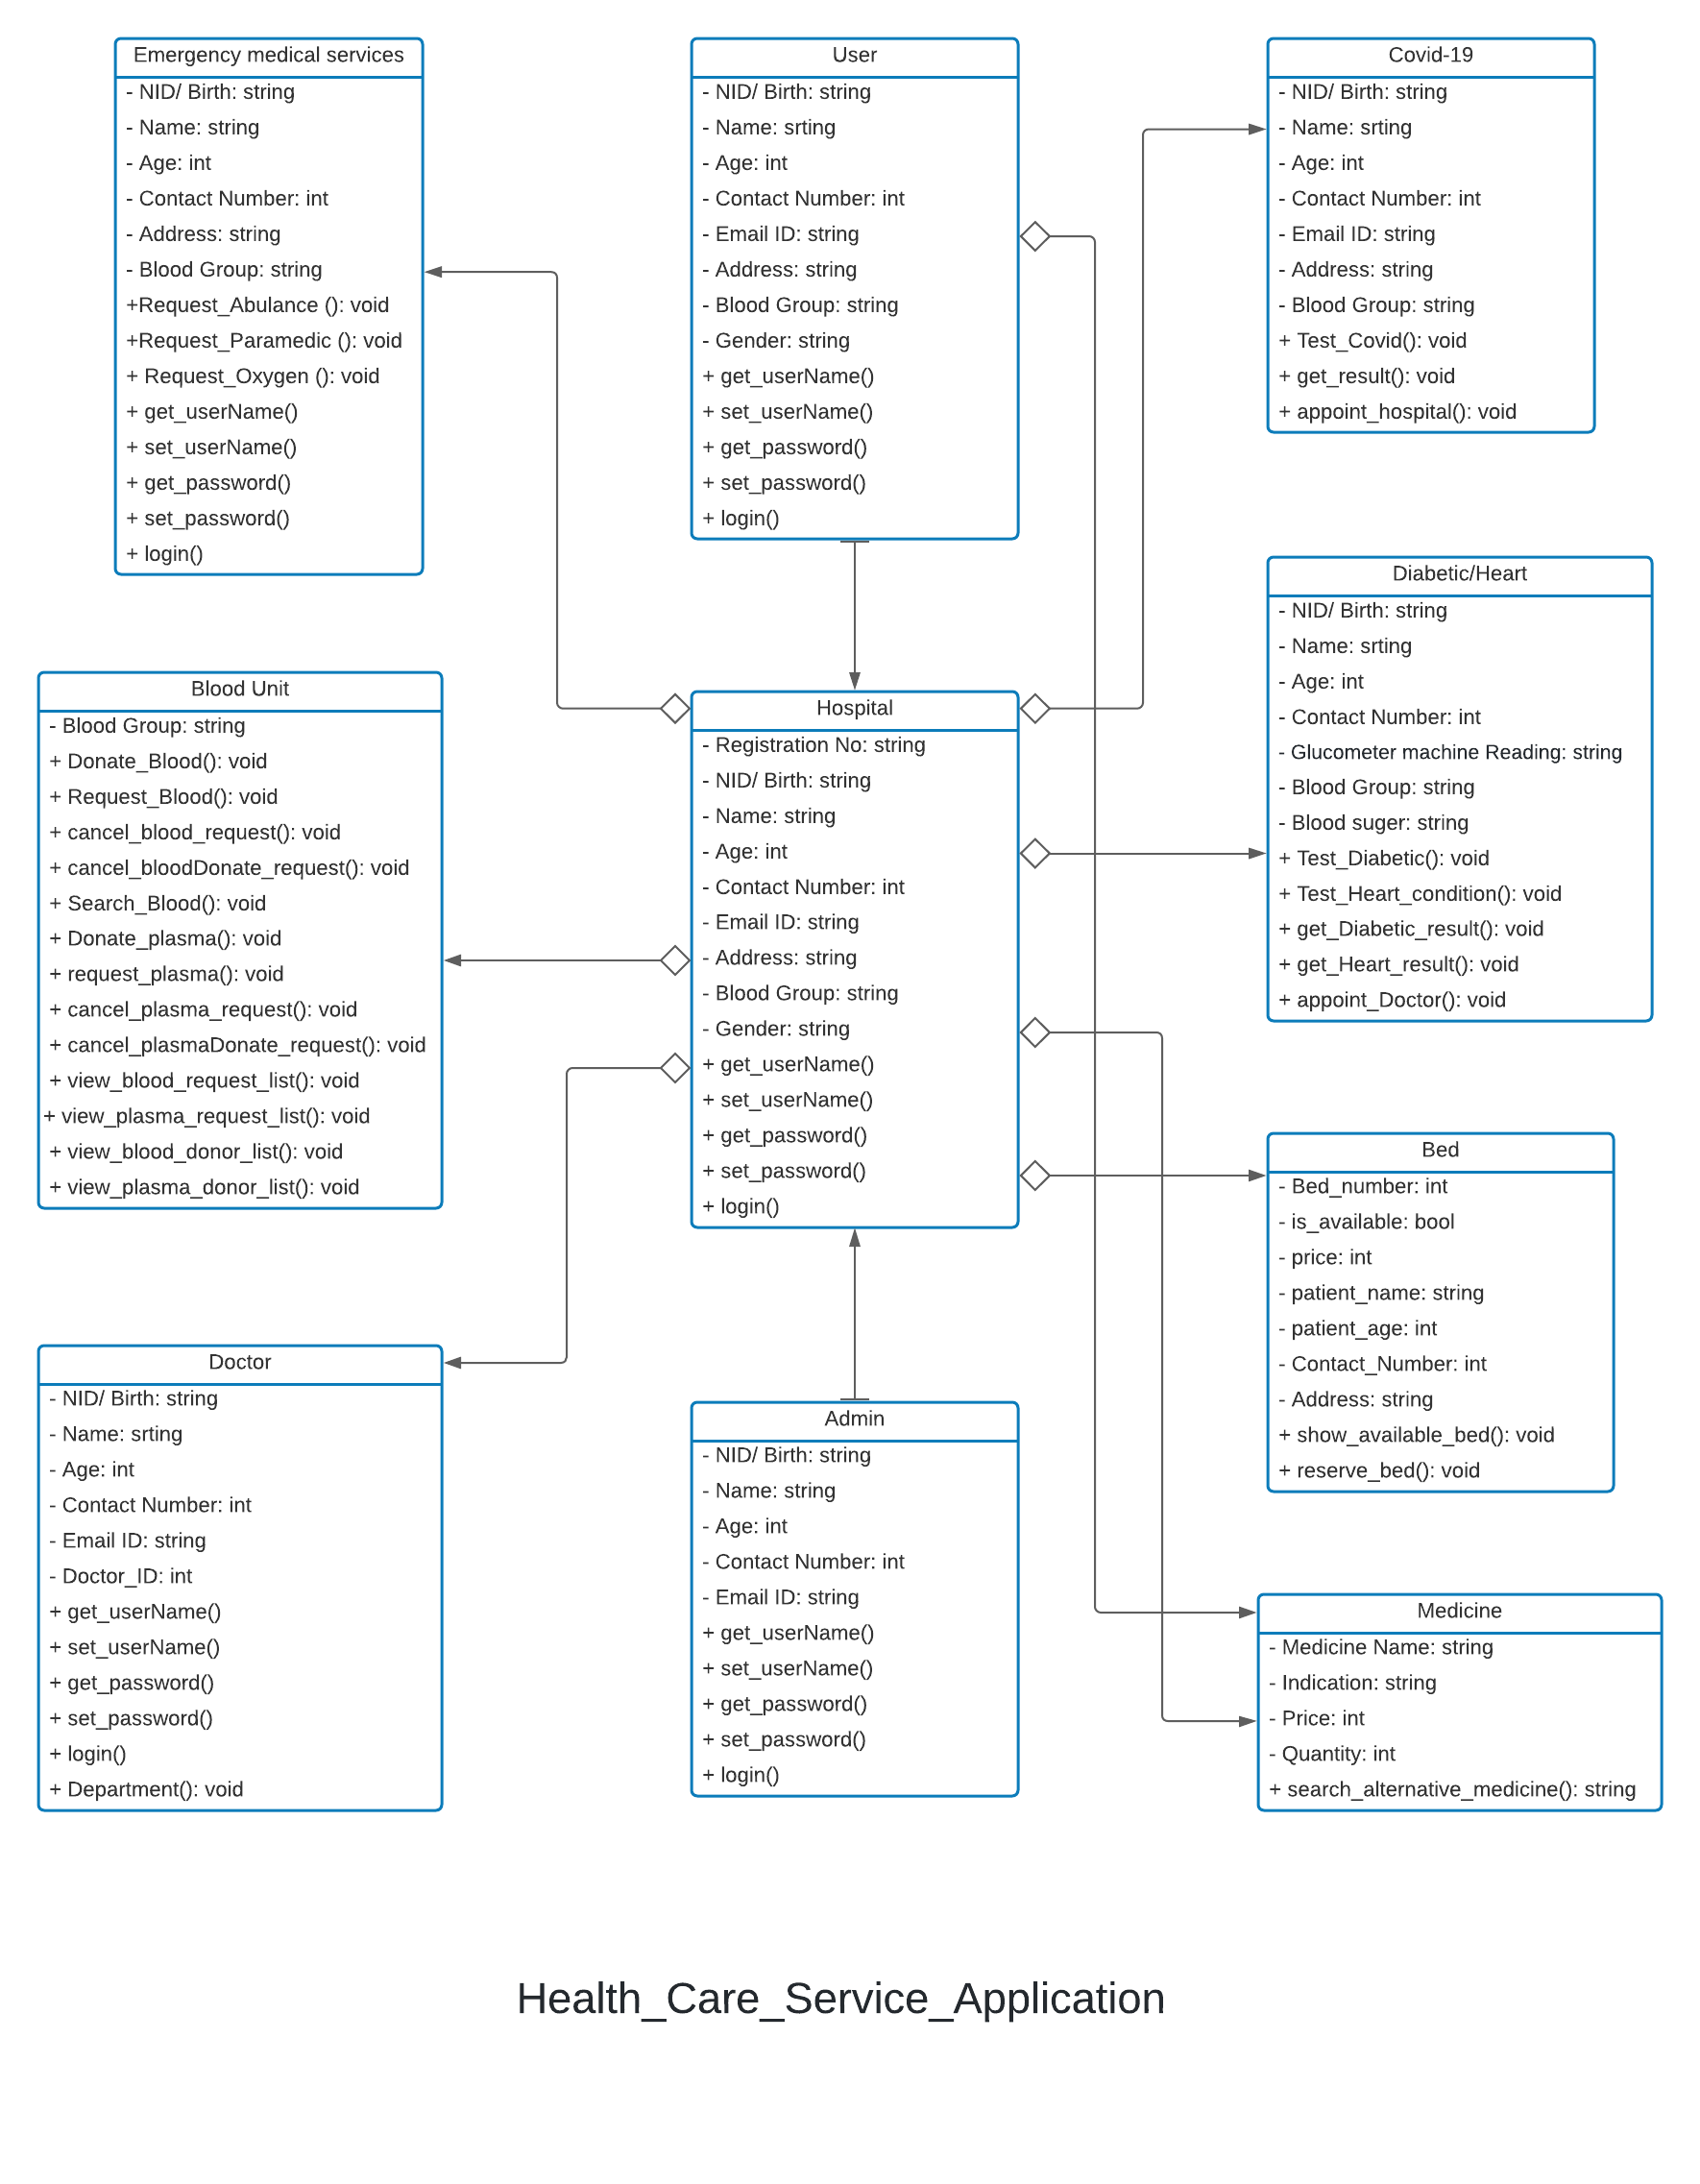 Emergency medical services
- NID/ Birth: string
- Name: string
- Age: int
- Contact Number: int
- Address: string
- Blood Group: string
+Request_Abulance (): void
+Request_Paramedic (): void
+ Request_Oxygen (): void
+ get_userName()
+ set_userName()
+ get_password()
+ set_password()
+ login()
User
- NID/ Birth: string
- Name: srting
- Age: int
- Contact Number: int
- Email ID: string
- Address: string
- Blood Group: string
- Gender: string
+ get_userName()
+ set_userName()
+ get_password()
+ set_password()
+ login()
Covid-19
- NID/ Birth: string
- Name: srting
- Age: int
- Contact Number: int
- Email ID: string
- Address: string
- Blood Group: string
+ Test_Covid(): void
+ get_result(): void
+ appoint_hospital(): void
Blood Unit
- Blood Group: string
+ Donate_Blood(): void
+ Request_Blood(): void
+ cancel_blood_request(): void
+ cancel_bloodDonate_request(): void
+ Search_Blood(): void
+ Donate_plasma(): void
+ request_plasma(): void
+ cancel_plasma_request(): void
+ cancel_plasmaDonate_request(): void
+ view_blood_request_list(): void
+ view_plasma_request_list(): void
+ view_blood_donor_list(): void
+ view_plasma_donor_list(): void
Hospital
- Registration No: string
- NID/ Birth: string
- Name: string
- Age: int
- Contact Number: int
- Email ID: string
- Address: string
- Blood Group: string
- Gender: string
+ get_userName()
+ set_userName()
+ get_password()
+ set_password()
+ login()
Diabetic/Heart
- NID/ Birth: string
- Name: srting
- Age: int
- Contact Number: int
- Glucometer machine Reading: string
- Blood Group: string
- Blood suger: string
+ Test_Diabetic(): void
+ Test_Heart_condition(): void
+ get_Diabetic_result(): void
+ get_Heart_result(): void
+ appoint_Doctor(): void
Bed
- Bed_number: int
- is_available: bool
- price: int
- patient_name: string
- patient_age: int
- Contact_Number: int
- Address: string
+ show_available_bed(): void
+ reserve_bed(): void
Doctor
- NID/ Birth: string
- Name: srting
- Age: int
- Contact Number: int
- Email ID: string
- Doctor_ID: int
+ get_userName()
+ set_userName()
+ get_password()
+ set_password()
+ login()
+ Department(): void
Admin
- NID/ Birth: string
- Name: string
- Age: int
- Contact Number: int
- Email ID: string
+ get_userName()
+ set_userName()
+ get_password()
+ set_password()
+ login()
Medicine
- Medicine Name: string
- Indication: string
- Price: int
- Quantity: int
+ search_alternative_medicine(): string
Health_Care_Service_Application